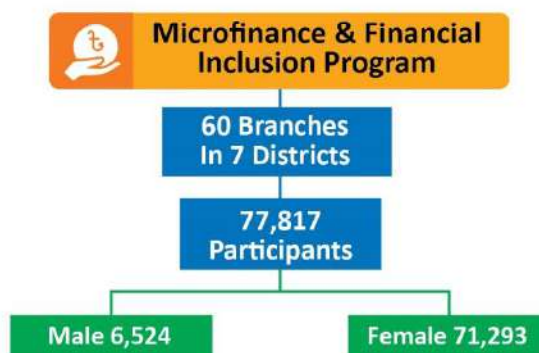 ৳
Microfinance & Financial
Inclusion Program
60 Branches
In 7 Districts
77,817
Participants
Male 6,524
Female 71,293